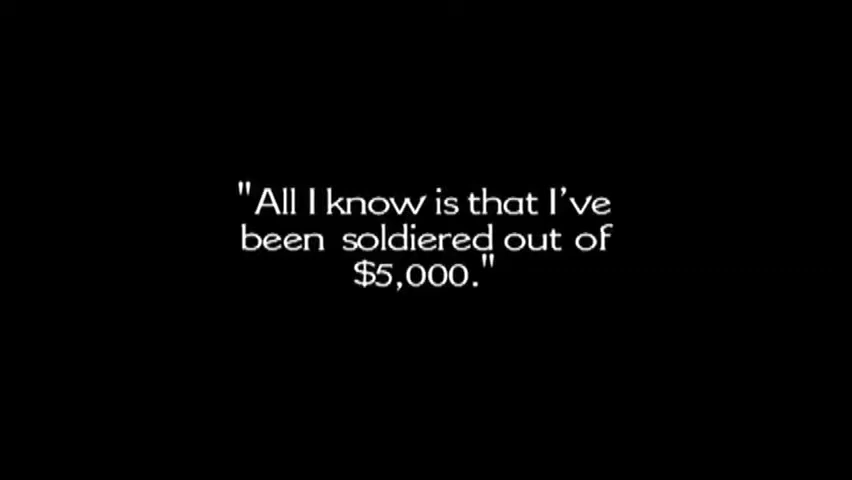 "All I know is that I've
been soldiered out of
$5,000."